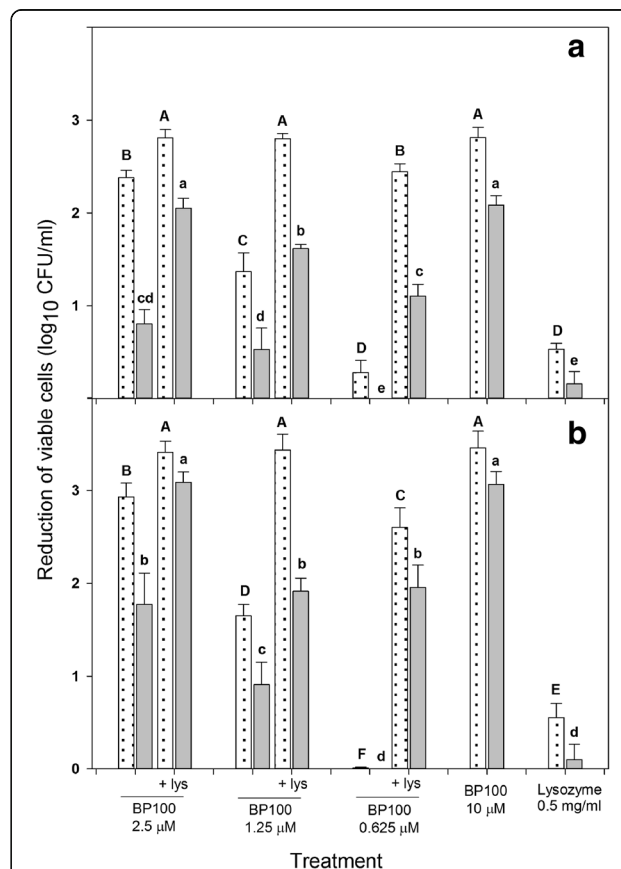 a
3
2
1
B
A
cd
a
C
A
d
b
D
B
e
c
A
a
D
e
Reduction of viable cells (log10 CFU/ml)
b
3
2
1
0
B
A
b
a
D
A
c
b
F
C
d
b
A
a
E
d
+ lys
+ lys
+ lys
BP100
2.5 µM
BP100
1.25 µM
BP100
0.625 µM
BP100
10 µM
Lysozyme
0.5 mg/ml
Treatment